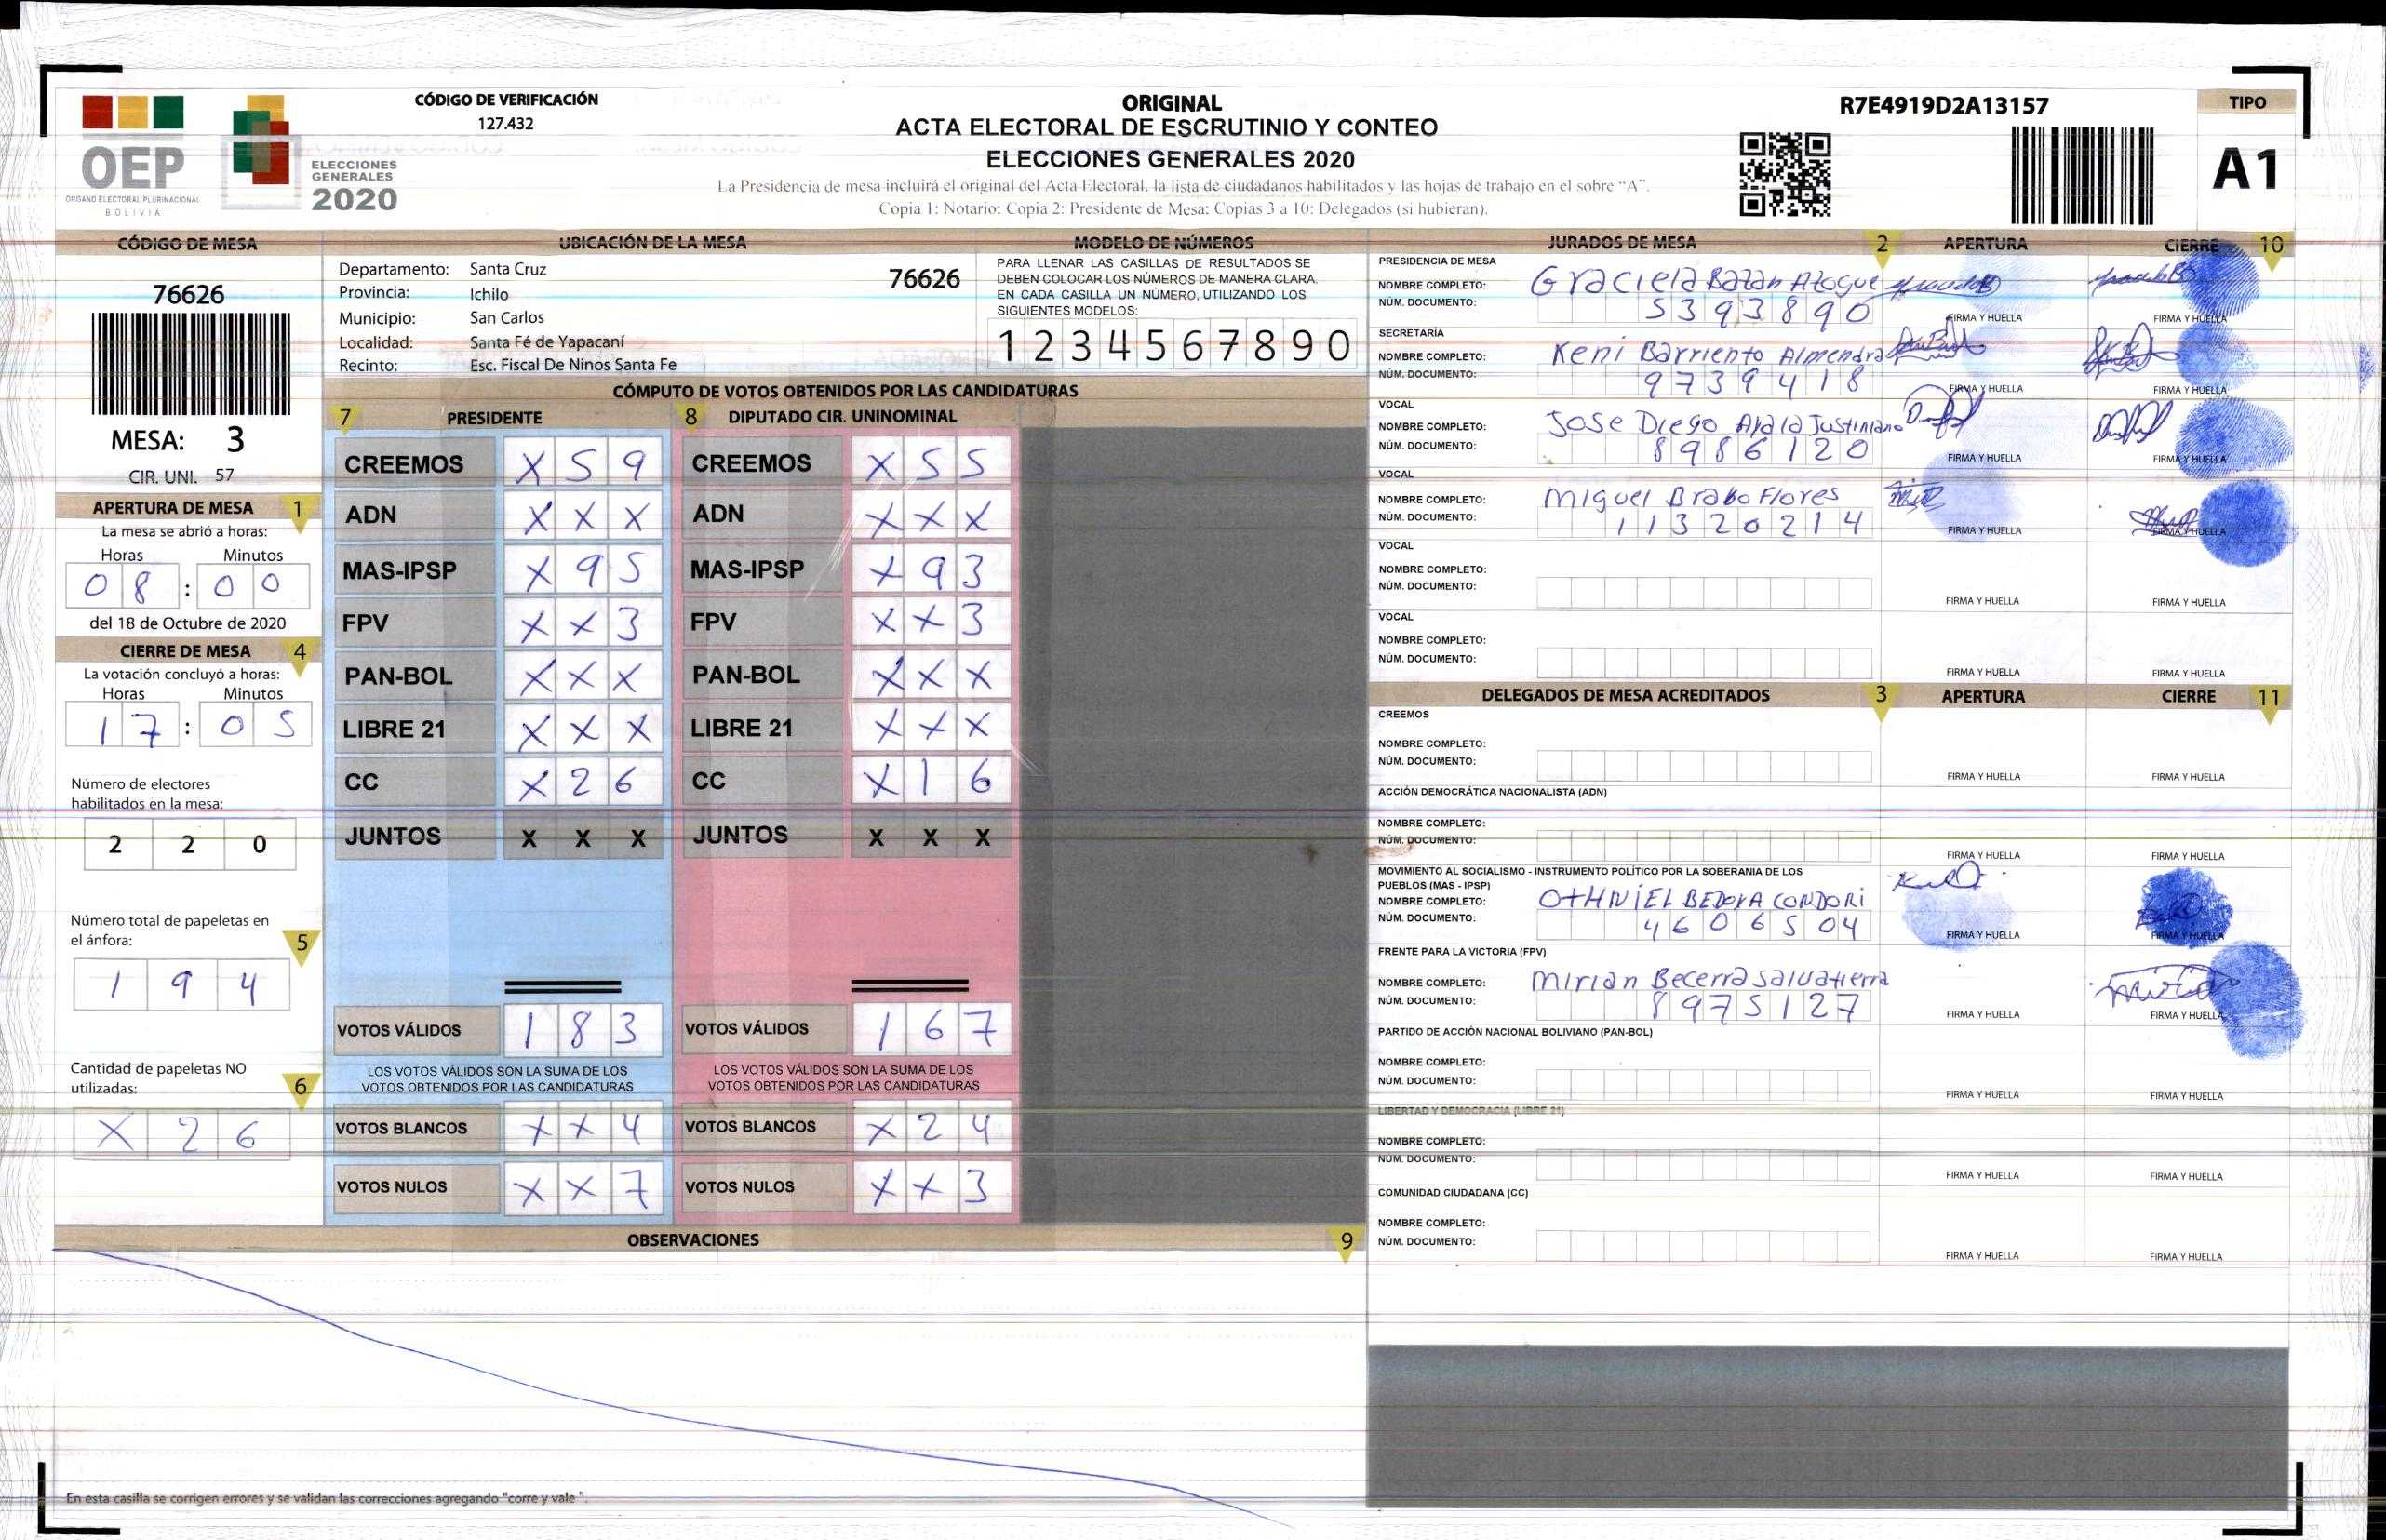 CÓDIGO DE VERIFICACIÓN
127.432
ORIGINAL
ACTA ELECTORAL DE ESCRUTINIO Y CONTEO
ELECCIONES GENERALES 2020
La Presidencia de mesa incluirá el original del Acta Electoral, la lista de ciudadanos habilitados y las hojas de trabajo en el sobre "A".
Copia 1: Notario: Copia 2: Presidente de Mesa: Copias 3 a 10: Delegados (si hubieran).
R7E4919D2A13157
TIPO
A1
OEP
ÓRGANO ELECTORAL PLURINACIONAL
BOLIVIA
ELECCIONES
GENERALES
2020
CÓDIGO DE MESA
76626
MESA: 3
CIR. UNI. 57
APERTURA DE MESA 1
La mesa se abrió a horas:
Horas Minutos
08 : 00
del 18 de Octubre de 2020
CIERRE DE MESA 4
La votación concluyó a horas:
Horas Minutos
17 : 05
Número de electores
habilitados en la mesa:
2 2 0
Número total de papeletas en
el ánfora: 5
1 9 4
Cantidad de papeletas NO
utilizadas: 6
X 2 6
UBICACIÓN DE LA MESA
Departamento: Santa Cruz 76626
Provincia: Ichilo
Municipio: San Carlos
Localidad: Santa Fé de Yapacaní
Recinto: Esc. Fiscal De Ninos Santa Fe
MODELO DE NÚMEROS
PARA LLENAR LAS CASILLAS DE RESULTADOS SE
DEBEN COLOCAR LOS NÚMEROS DE MANERA CLARA.
EN CADA CASILLA UN NÚMERO, UTILIZANDO LOS
SIGUIENTES MODELOS:
1 2 3 4 5 6 7 8 9 0
CÓMPUTO DE VOTOS OBTENIDOS POR LAS CANDIDATURAS
7 PRESIDENTE 8 DIPUTADO CIR. UNINOMINAL
CREEMOS X 5 9 CREEMOS X 5 5
ADN X X X ADN X X X
MAS-IPSP X 9 5 MAS-IPSP X 9 3
FPV X X 3 FPV X X 3
PAN-BOL X X X PAN-BOL X X X
LIBRE 21 X X X LIBRE 21 X X X
CC X 2 6 CC X 1 6
JUNTOS X X X JUNTOS X X X
VOTOS VÁLIDOS 1 8 3 VOTOS VÁLIDOS 1 6 7
LOS VOTOS VÁLIDOS SON LA SUMA DE LOS LOS VOTOS VÁLIDOS SON LA SUMA DE LOS
VOTOS OBTENIDOS POR LAS CANDIDATURAS VOTOS OBTENIDOS POR LAS CANDIDATURAS
VOTOS BLANCOS X X 4 VOTOS BLANCOS X 2 4
VOTOS NULOS X X 7 VOTOS NULOS X X 3
OBSERVACIONES 9
En esta casilla se corrigen errores y se validan las correcciones agregando "corre y vale".
JURADOS DE MESA 2 APERTURA CIERRE 10
PRESIDENCIA DE MESA
NOMBRE COMPLETO: Graciela Bazan Atogue
NÚM. DOCUMENTO: 5393890
FIRMA Y HUELLA FIRMA Y HUELLA
SECRETARÍA
NOMBRE COMPLETO: Keni Barriento Almendra
NÚM. DOCUMENTO: 9739418
FIRMA Y HUELLA FIRMA Y HUELLA
VOCAL
NOMBRE COMPLETO: Jose Diego Ayala Justiniano
NÚM. DOCUMENTO: 8986120
FIRMA Y HUELLA FIRMA Y HUELLA
VOCAL
NOMBRE COMPLETO: Miguel Brabo Flores
NÚM. DOCUMENTO: 11320214
FIRMA Y HUELLA FIRMA Y HUELLA
VOCAL
NOMBRE COMPLETO:
NÚM. DOCUMENTO:
FIRMA Y HUELLA FIRMA Y HUELLA
VOCAL
NOMBRE COMPLETO:
NÚM. DOCUMENTO:
FIRMA Y HUELLA FIRMA Y HUELLA
DELEGADOS DE MESA ACREDITADOS 3 APERTURA CIERRE 11
CREEMOS
NOMBRE COMPLETO:
NÚM. DOCUMENTO:
FIRMA Y HUELLA FIRMA Y HUELLA
ACCIÓN DEMOCRÁTICA NACIONALISTA (ADN)
NOMBRE COMPLETO:
NÚM. DOCUMENTO:
FIRMA Y HUELLA FIRMA Y HUELLA
MOVIMIENTO AL SOCIALISMO - INSTRUMENTO POLÍTICO POR LA SOBERANIA DE LOS
PUEBLOS (MAS - IPSP)
NOMBRE COMPLETO: OTHNIEL BEDOYA CONDORI
NÚM. DOCUMENTO: 4606504
FIRMA Y HUELLA FIRMA Y HUELLA
FRENTE PARA LA VICTORIA (FPV)
NOMBRE COMPLETO: Mirian Becerra Salvatierra
NÚM. DOCUMENTO: 8975127
FIRMA Y HUELLA FIRMA Y HUELLA
PARTIDO DE ACCIÓN NACIONAL BOLIVIANO (PAN-BOL)
NOMBRE COMPLETO:
NÚM. DOCUMENTO:
FIRMA Y HUELLA FIRMA Y HUELLA
LIBERTAD Y DEMOCRACIA (LIBRE 21)
NOMBRE COMPLETO:
NÚM. DOCUMENTO:
FIRMA Y HUELLA FIRMA Y HUELLA
COMUNIDAD CIUDADANA (CC)
NOMBRE COMPLETO:
NÚM. DOCUMENTO:
FIRMA Y HUELLA FIRMA Y HUELLA